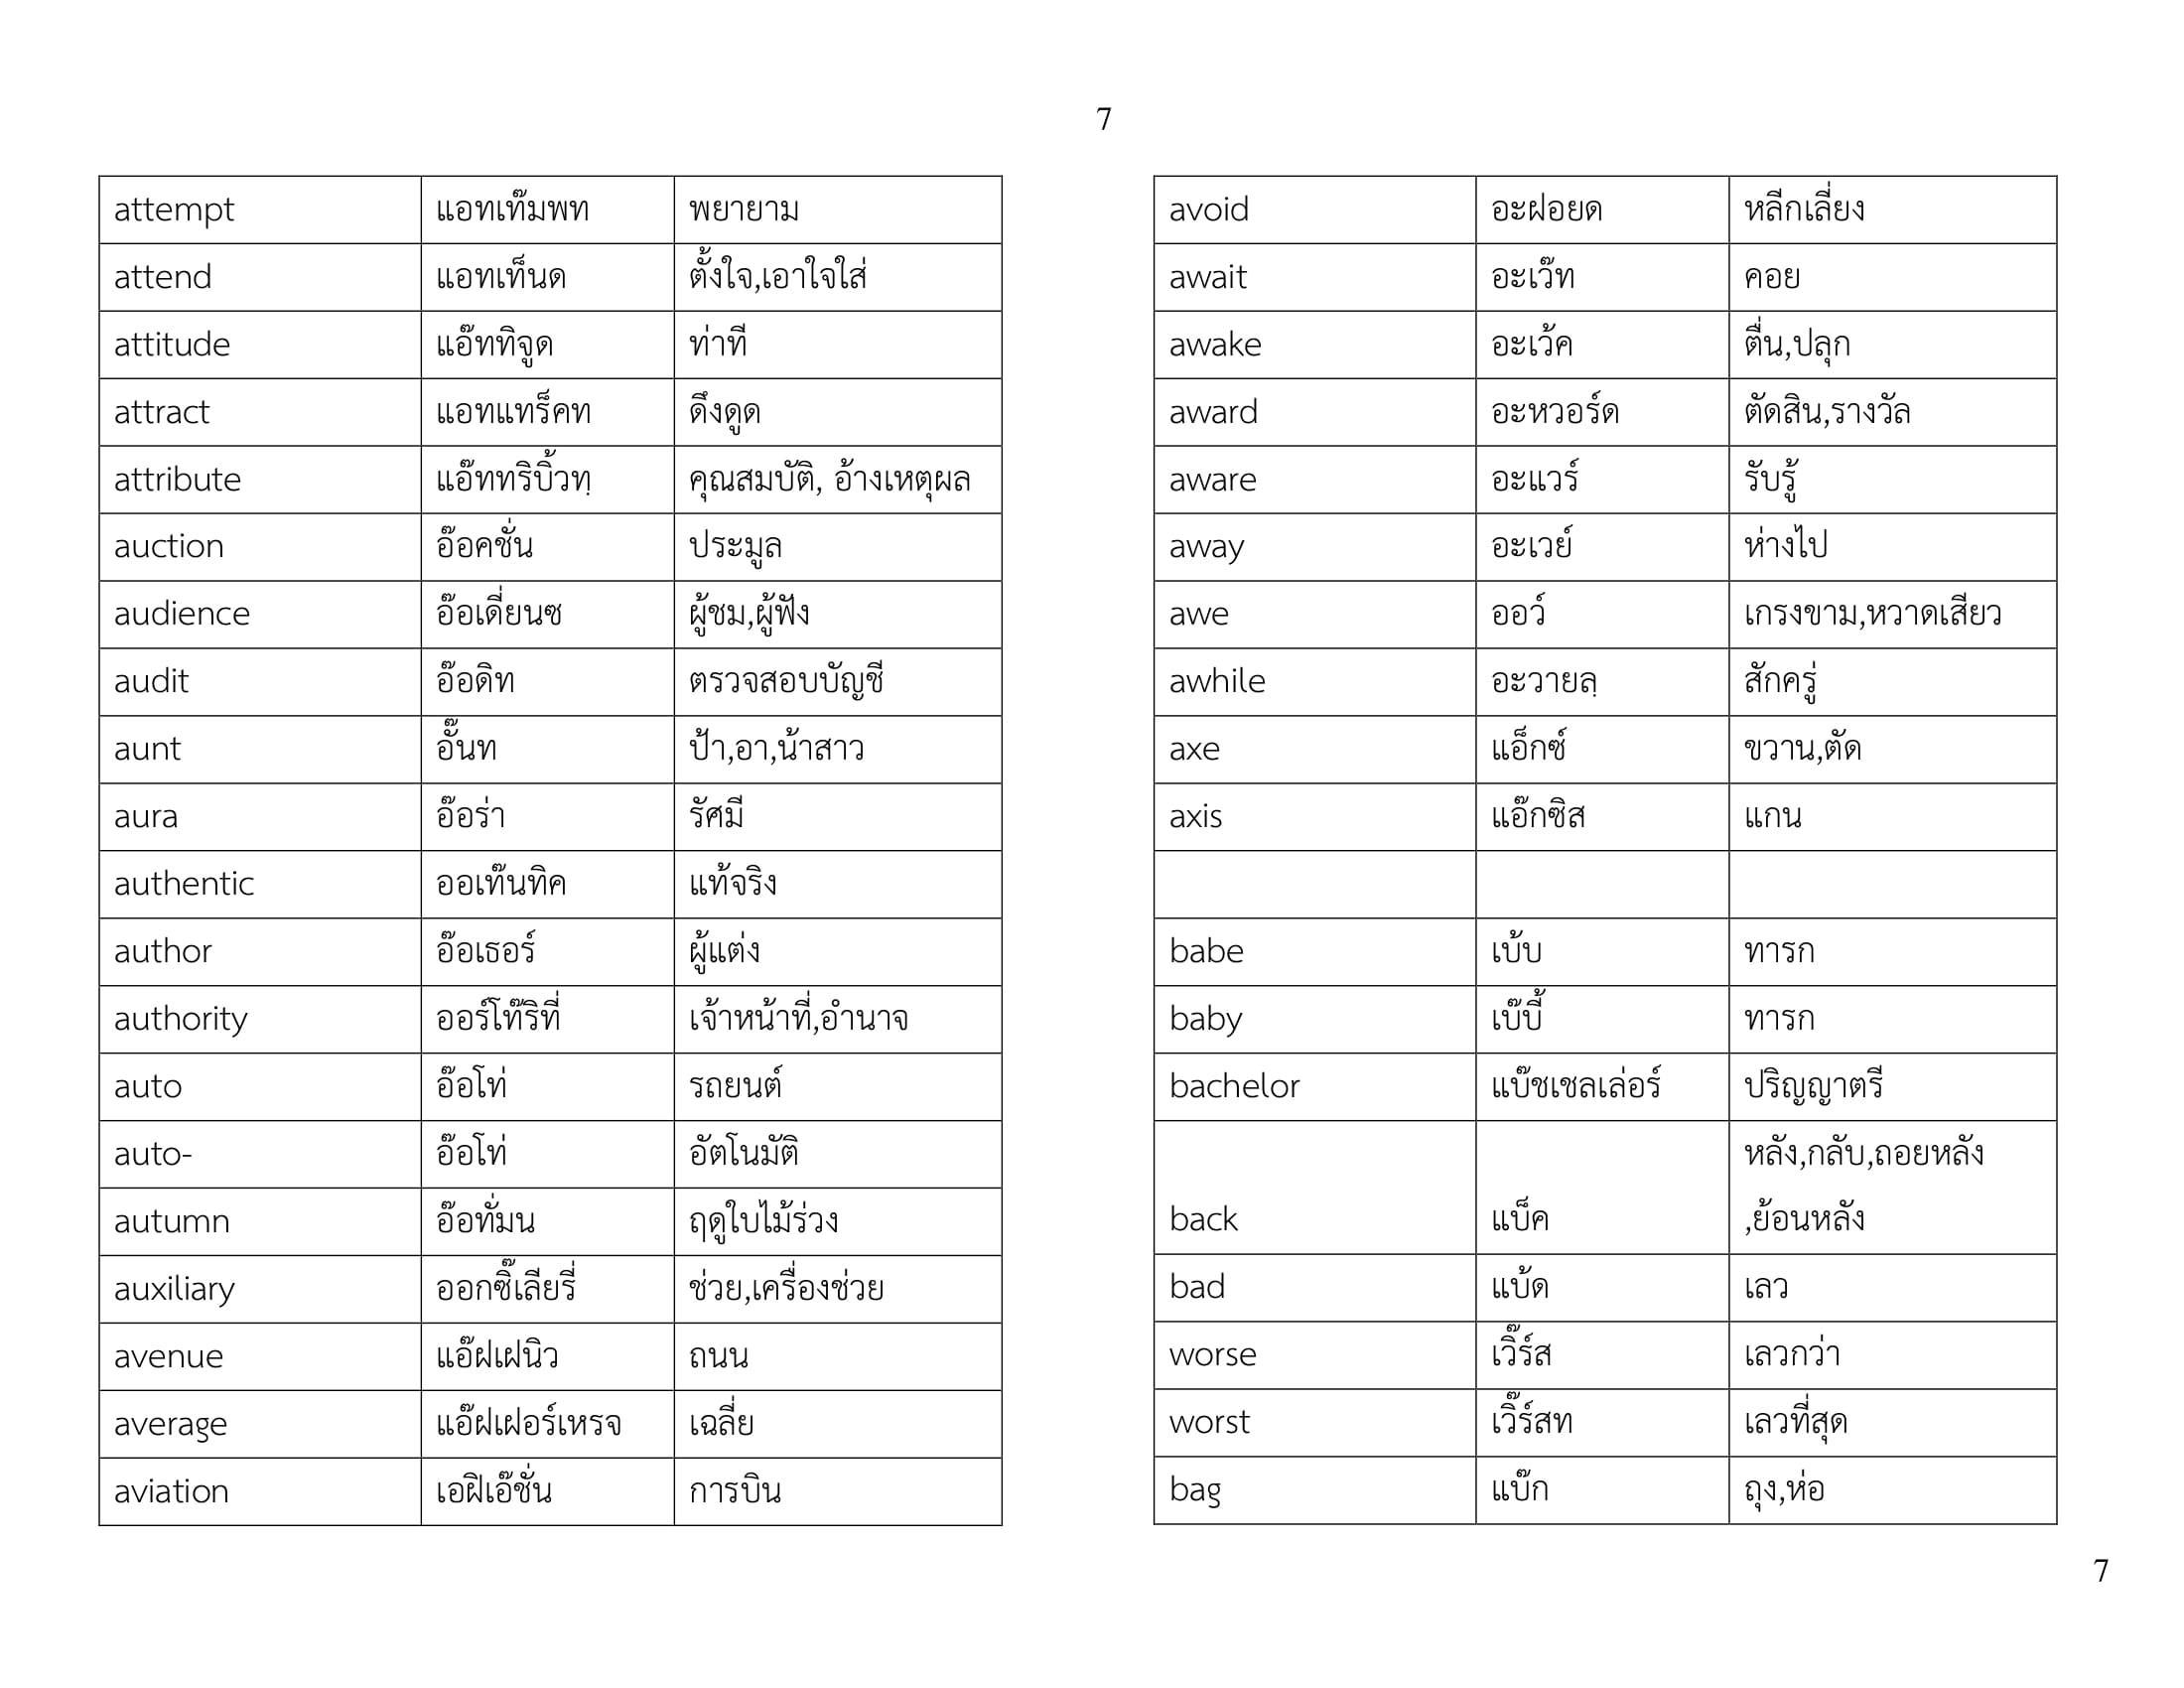 7
attempt แอทเท๊มพท พยายาม
attend แอทเท็นด ตั้งใจ,เอาใจใส่
attitude แอ๊ททิจูด ท่าที
attract แอทแทร็คท ดึงดูด
attribute แอ๊ททริบิ้วทฺ คุณสมบัติ, อ้างเหตุผล
auction อ๊อคชั่น ประมูล
audience อ๊อเดี่ยนซ ผู้ชม,ผู้ฟัง
audit อ๊อดิท ตรวจสอบบัญชี
aunt อั๊นท ป้า,อา,น้าสาว
aura อ๊อร่า รัศมี
authentic ออเท๊นทิค แท้จริง
author อ๊อเธอร์ ผู้แต่ง
authority ออร์โท๊ริที่ เจ้าหน้าที่,อำนาจ
auto อ๊อโท่ รถยนต์
auto- อ๊อโท่ อัตโนมัติ
autumn อ๊อทั่มน ฤดูใบไม้ร่วง
auxiliary ออกซิ๊เลียรี่ ช่วย,เครื่องช่วย
avenue แอ๊ฝเฝนิว ถนน
average แอ๊ฝเฝอร์เหรจ เฉลี่ย
aviation เอฝิเอ๊ชั่น การบิน
avoid อะฝอยด หลีกเลี่ยง
await อะเว๊ท คอย
awake อะเว้ค ตื่น,ปลุก
award อะหวอร์ด ตัดสิน,รางวัล
aware อะแวร์ รับรู้
away อะเวย์ ห่างไป
awe ออว์ เกรงขาม,หวาดเสียว
awhile อะวายลฺ สักครู่
axe แอ็กซ์ ขวาน,ตัด
axis แอ๊กซิส แกน
babe เบ้บ ทารก
baby เบ๊บี้ ทารก
bachelor แบ๊ชเชลเล่อร์ ปริญญาตรี
หลัง,กลับ,ถอยหลัง
back แบ็ค ,ย้อนหลัง
bad แบ้ด เลว
worse เวิ๊ร์ส เลวกว่า
worst เวิ๊ร์สท เลวที่สุด
bag แบ๊ก ถุง,ห่อ
7